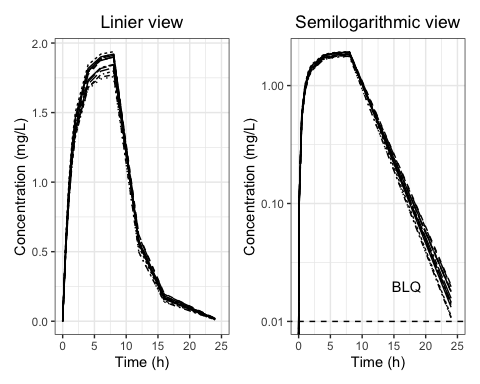 Linier view
Concentration (mg/L)
2.0
1.5
1.0
0.5
0.0
0 5 10 15 20 25
Time (h)
Semilogarithmic view
Concentration (mg/L)
1.00
0.10
0.01
BLQ
0 5 10 15 20 25
Time (h)